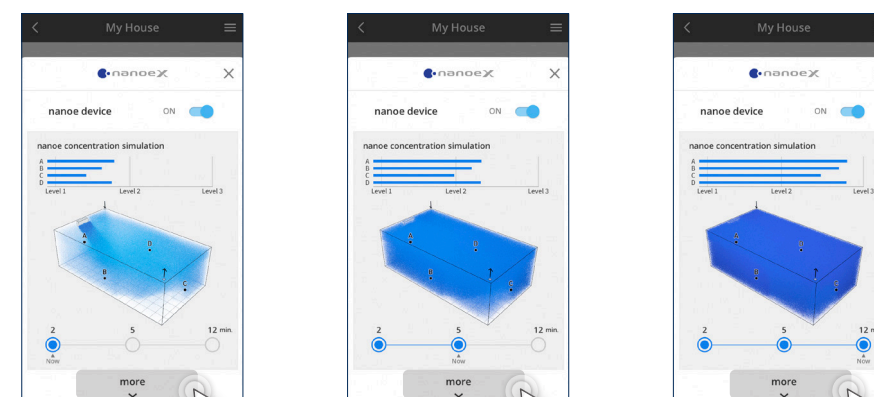 My House
nanoeX
nanoe device ON
nanoe concentration simulation
A
B
C
D
Level 1 Level 2 Level 3
A
D
B
C
2 5 12 min.
Now
more
My House
nanoeX
nanoe device ON
nanoe concentration simulation
A
B
C
D
Level 1 Level 2 Level 3
A
D
B
C
2 5 12 min.
Now
more
My House
nanoeX
nanoe device ON
nanoe concentration simulation
A
B
C
D
Level 1 Level 2 Level 3
A
D
B
C
2 5 12
Now
more